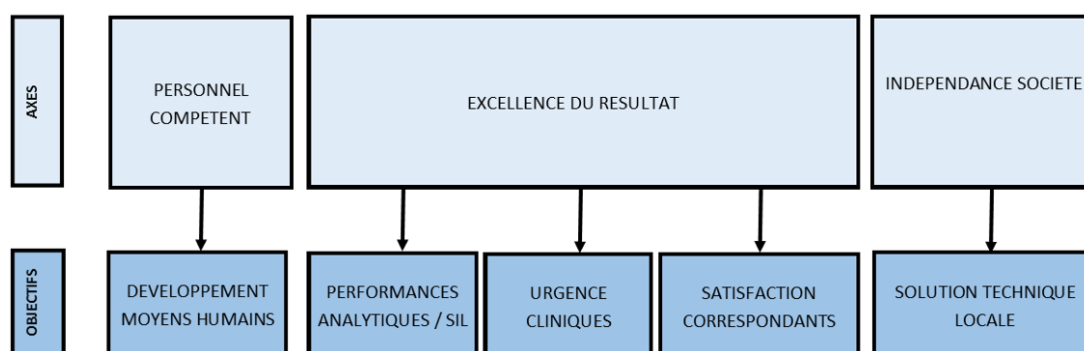 AXES
PERSONNEL
COMPETENT
EXCELLENCE DU RESULTAT
INDEPENDANCE SOCIETE
OBJECTIFS
DEVELOPPEMENT
MOYENS HUMAINS
PERFORMANCES
ANALYTIQUES / SIL
URGENCE
CLINIQUES
SATISFACTION
CORRESPONDANTS
SOLUTION TECHNIQUE
LOCALE